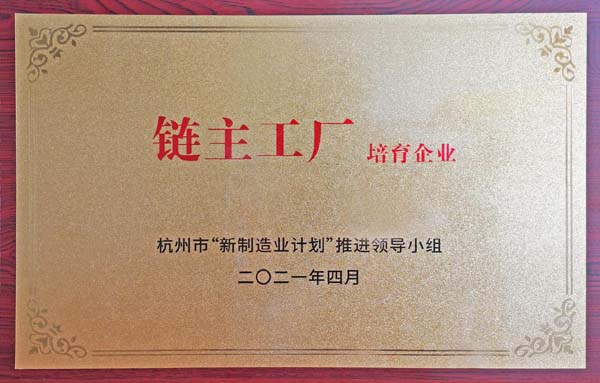 链主工厂 培育企业
杭州市“新制造业计划”推进领导小组
二〇二一年四月